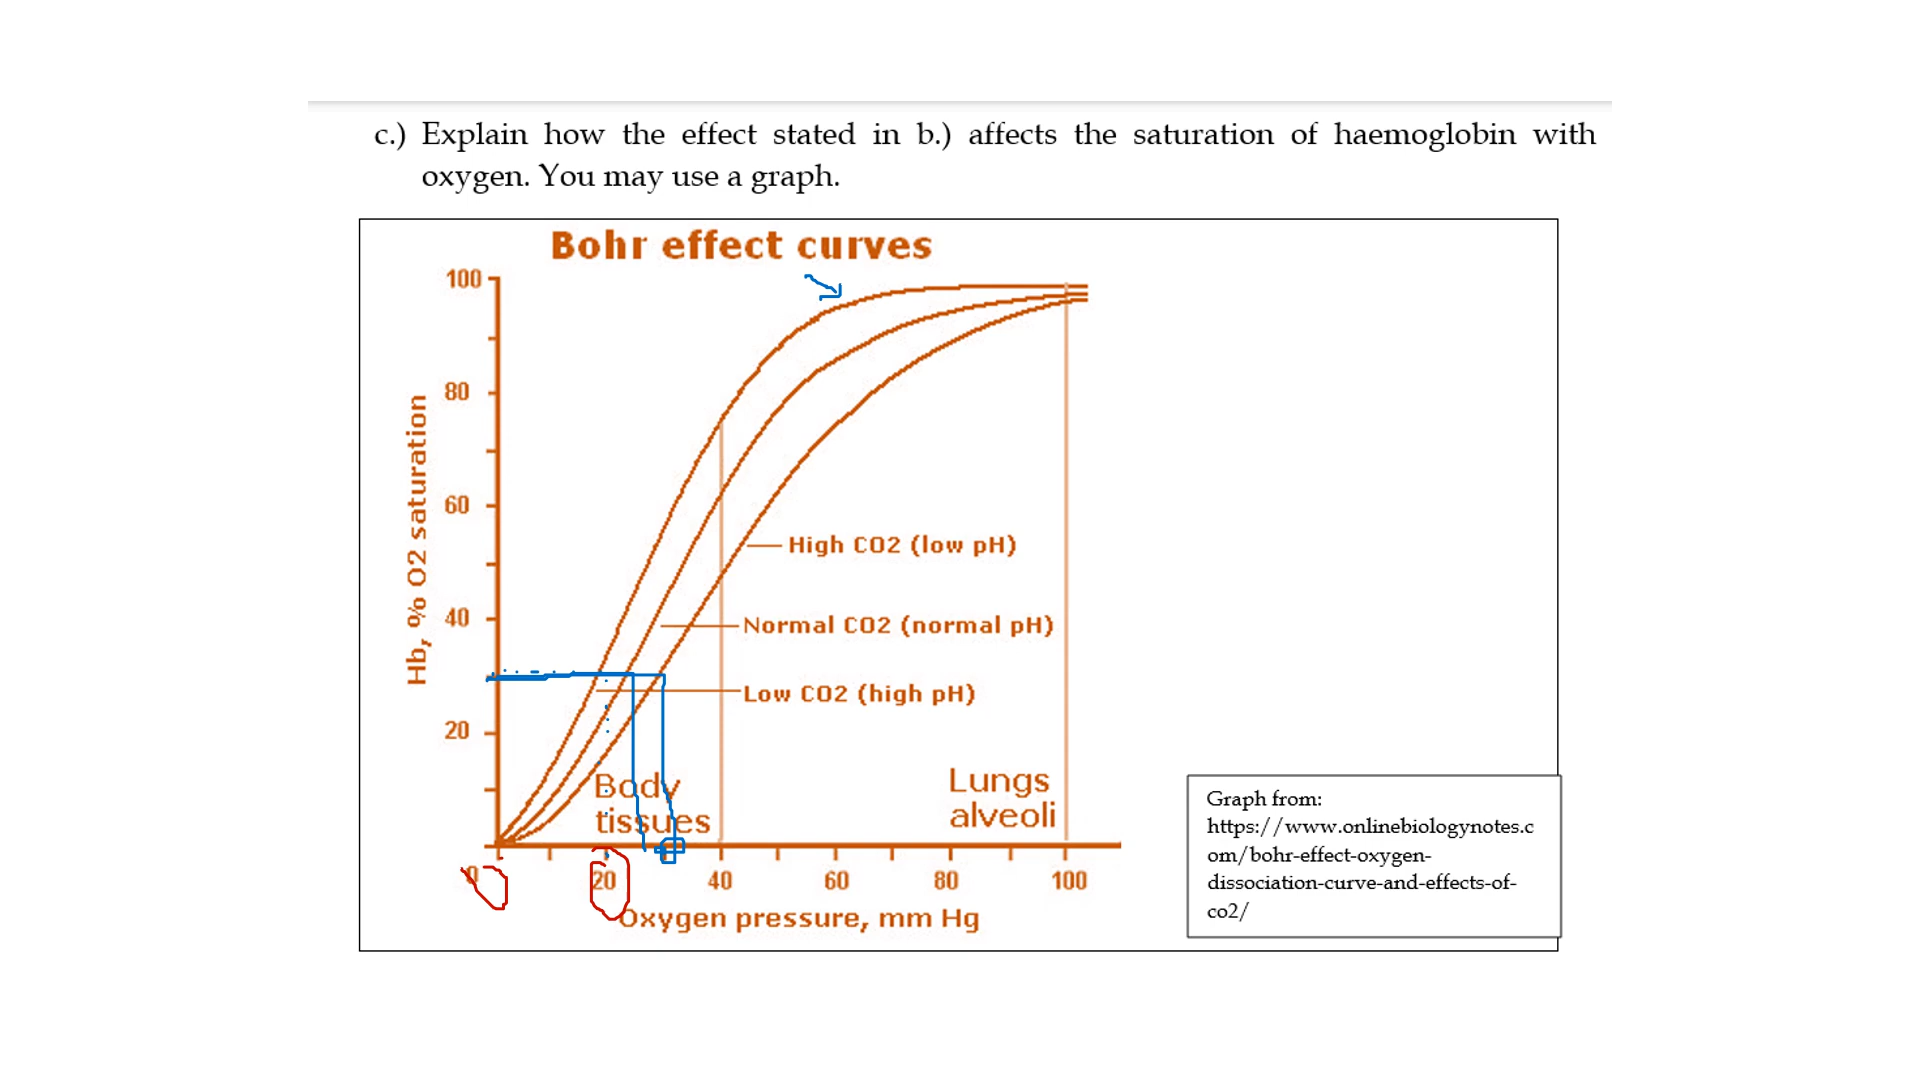 c.) Explain how the effect stated in b.) affects the saturation of haemoglobin with
oxygen. You may use a graph.
Bohr effect curves
100
80
60
40
20
Hb, % O2 saturation
High CO2 (low pH)
Normal CO2 (normal pH)
Low CO2 (high pH)
Body
tissues
Lungs
alveoli
0 20 40 60 80 100
Oxygen pressure, mm Hg
Graph from:
https://www.onlinebiologynotes.c
om/bohr-effect-oxygen-
dissociation-curve-and-effects-of-
co2/